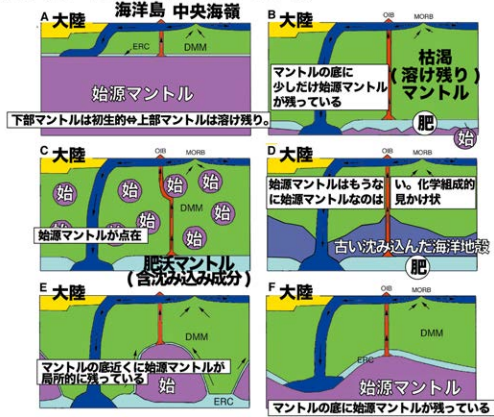 海洋島 中央海嶺
A 大陸
ERC
DMM
始源マントル
下部マントルは初生的⇔上部マントルは溶け残り。
B 大陸
OIB
MORB
枯渇
(溶け残り)
マントル
マントルの底に
少しだけ始源マントル
が残っている
肥
始
C 大陸
OIB
MORB
始
始
始
始
始
DMM
始
始
始源マントルが点在
肥沃マントル
(含沈み込み成分)
D 大陸
OIB
MORB
始源マントルはもうな い。化学組成的
に始源マントルなのは 見かけ状
古い沈み込んだ海洋地殻
肥
E 大陸
OIB
MORB
DMM
マントルの底近くに始源マントルが
局所的に残っている
始
ERC
F 大陸
OIB
MORB
DMM
ERC
始源マントル
マントルの底に始源マントルが残っている